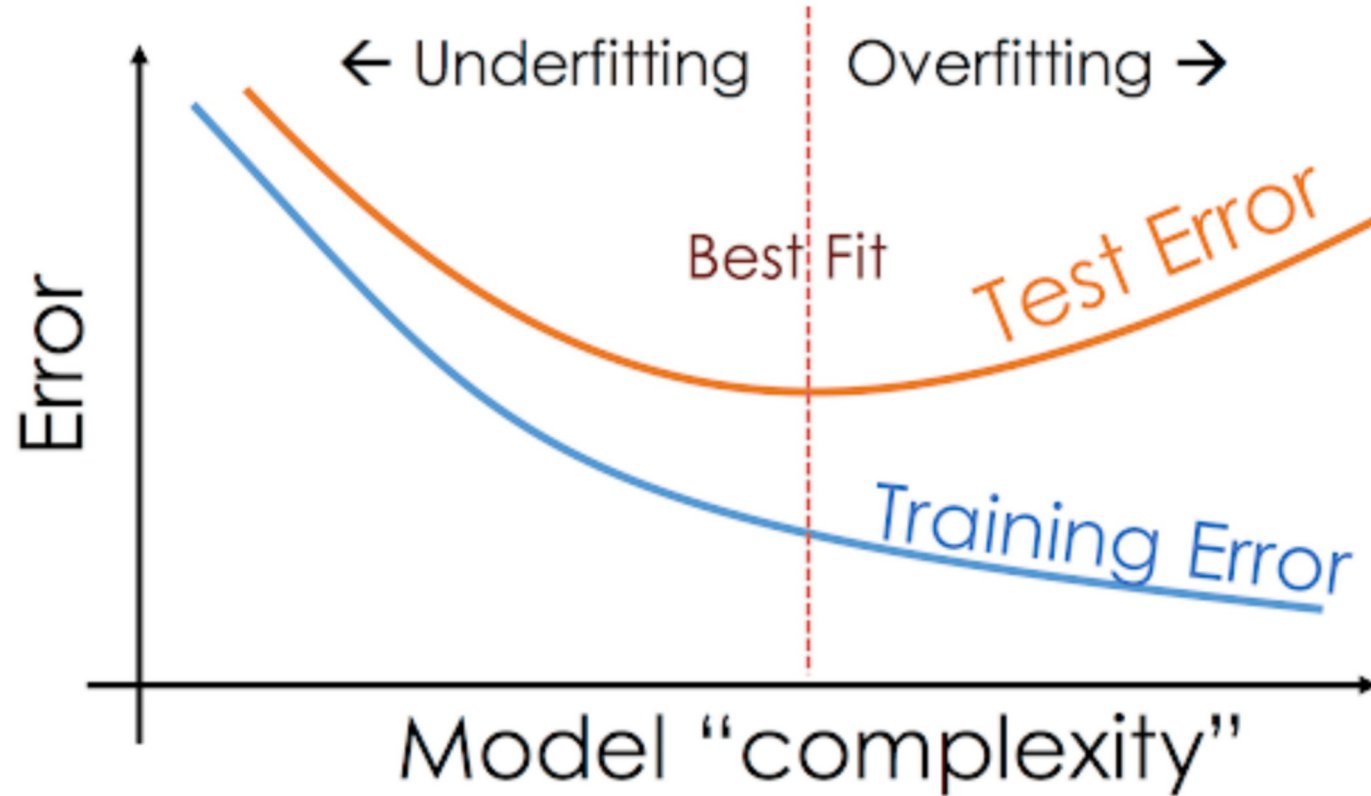 ← Underfitting
Overfitting →
Best Fit
Test Error
Training Error
Error
Model “complexity”